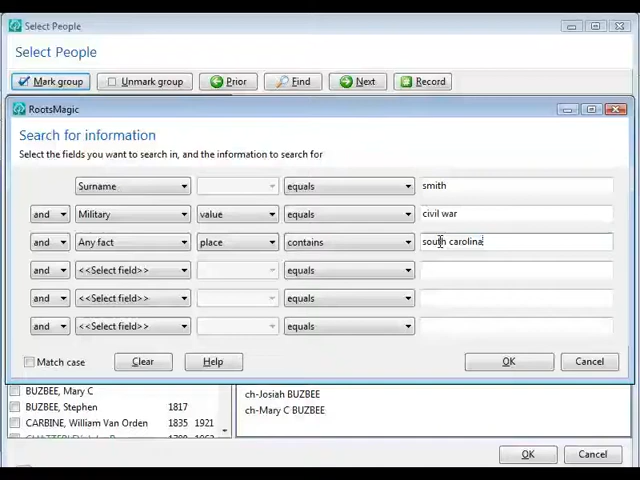 Select People
Select People
Mark group Unmark group Prior Find Next Record
RootsMagic
Search for information
Select the fields you want to search in, and the information to search for
Surname equals smith
and Military value equals civil war
and Any fact place contains south carolina
and <<Select field>> equals
and <<Select field>> equals
and <<Select field>> equals
Match case Clear Help OK Cancel
BUZBEE, Mary C
BUZBEE, Stephen 1817
CARBINE, William Van Orden 1835 1921
ch-Josiah BUZBEE
ch-Mary C BUZBEE
OK Cancel